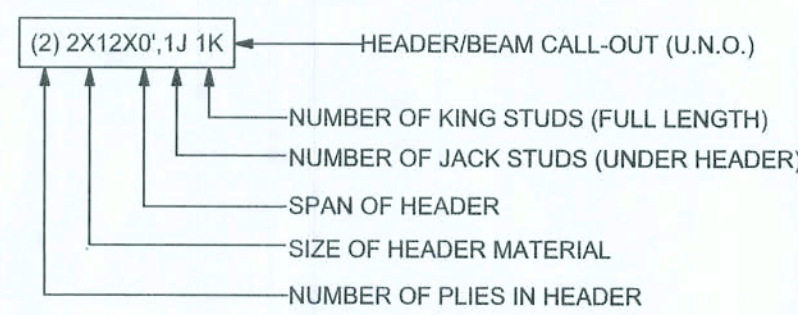 (2) 2X12X0',1J 1K
HEADER/BEAM CALL-OUT (U.N.O.)
NUMBER OF KING STUDS (FULL LENGTH)
NUMBER OF JACK STUDS (UNDER HEADER)
SPAN OF HEADER
SIZE OF HEADER MATERIAL
NUMBER OF PLIES IN HEADER